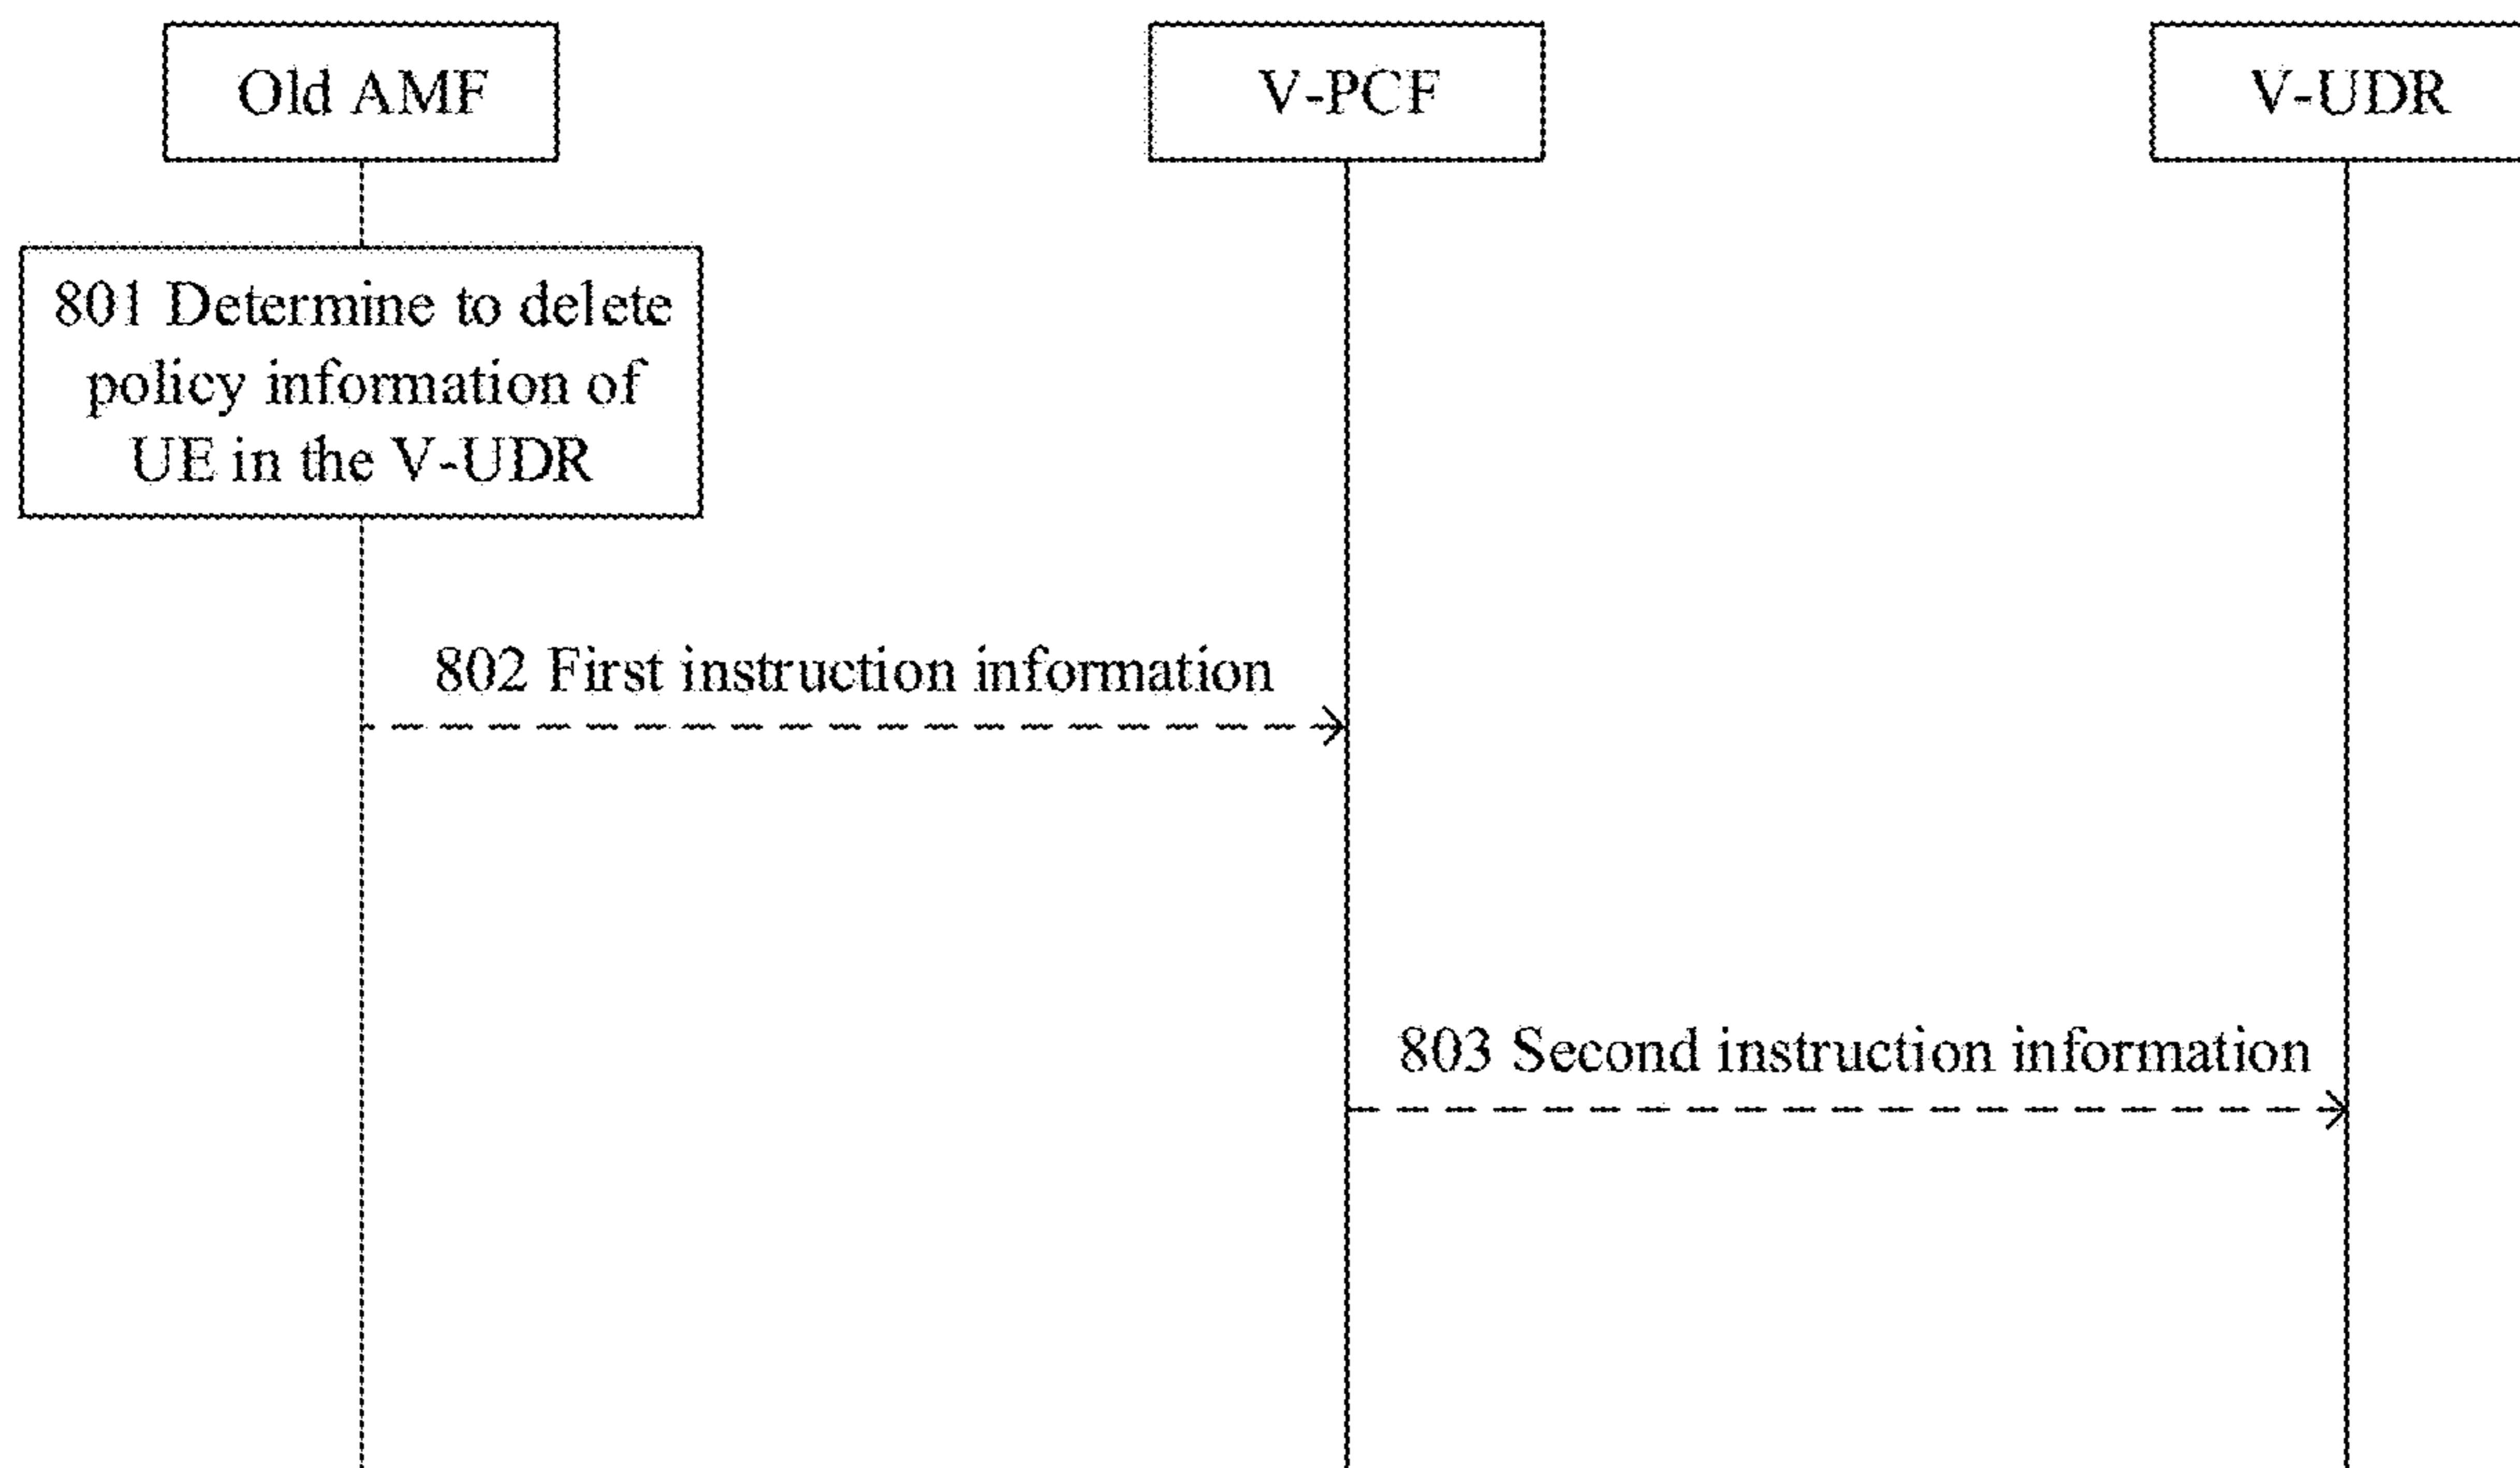 Old AMF
V-PCF
V-UDR
801 Determine to delete
policy information of
UE in the V-UDR
802 First instruction information
803 Second instruction information